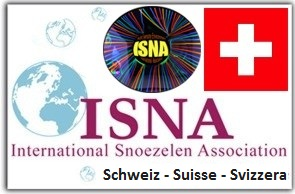 ISNA
ISNA
International Snoezelen Association
Schweiz - Suisse - Svizzera